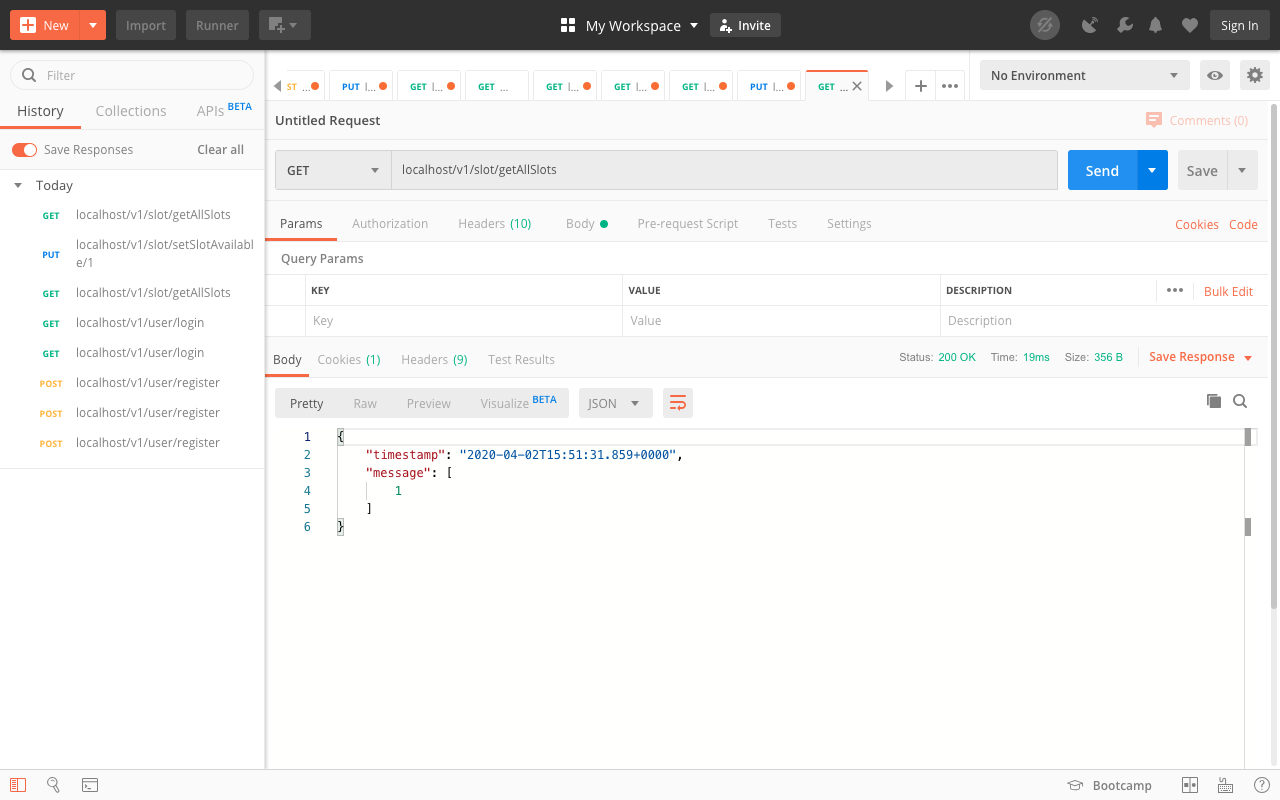 New Import Runner My Workspace Invite Sign In
Filter
ST ... PUT l... GET l... GET ... GET l... GET l... GET l... PUT l... GET ... No Environment
History Collections APIs BETA
Untitled Request Comments (0)
Save Responses Clear all
GET localhost/v1/slot/getAllSlots Send Save
Today
GET localhost/v1/slot/getAllSlots
PUT localhost/v1/slot/setSlotAvailabl
e/1
GET localhost/v1/slot/getAllSlots
GET localhost/v1/user/login
GET localhost/v1/user/login
POST localhost/v1/user/register
POST localhost/v1/user/register
POST localhost/v1/user/register
Params Authorization Headers (10) Body Pre-request Script Tests Settings Cookies Code
Query Params
KEY VALUE DESCRIPTION ••• Bulk Edit
Key Value Description
Body Cookies (1) Headers (9) Test Results Status: 200 OK Time: 19ms Size: 356 B Save Response
Pretty Raw Preview Visualize BETA JSON
1 {
2 "timestamp": "2020-04-02T15:51:31.859+0000",
3 "message": [
4 1
5 ]
6 }
Bootcamp